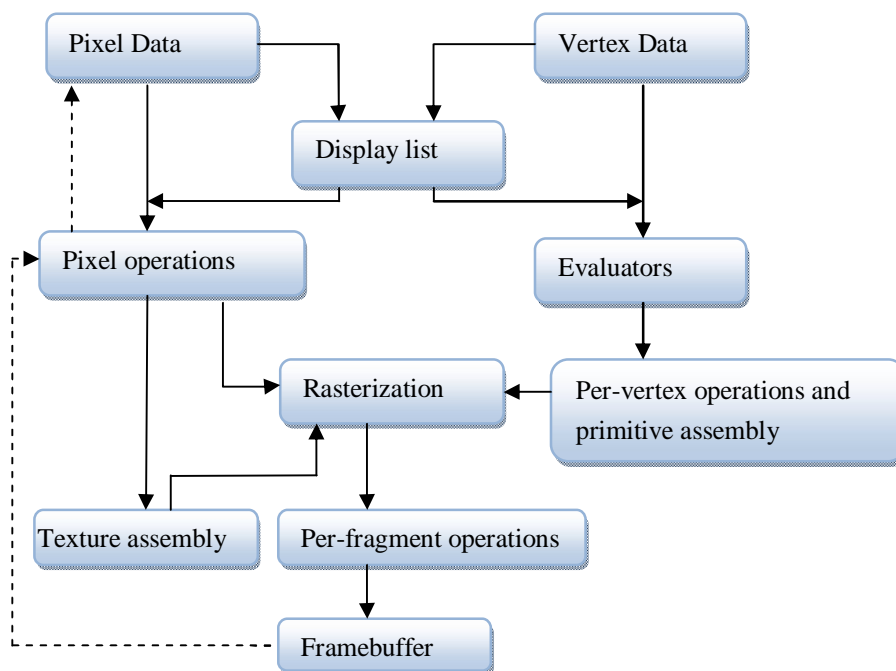 Pixel Data
Vertex Data
Display list
Pixel operations
Evaluators
Rasterization
Per-vertex operations and
primitive assembly
Texture assembly
Per-fragment operations
Framebuffer